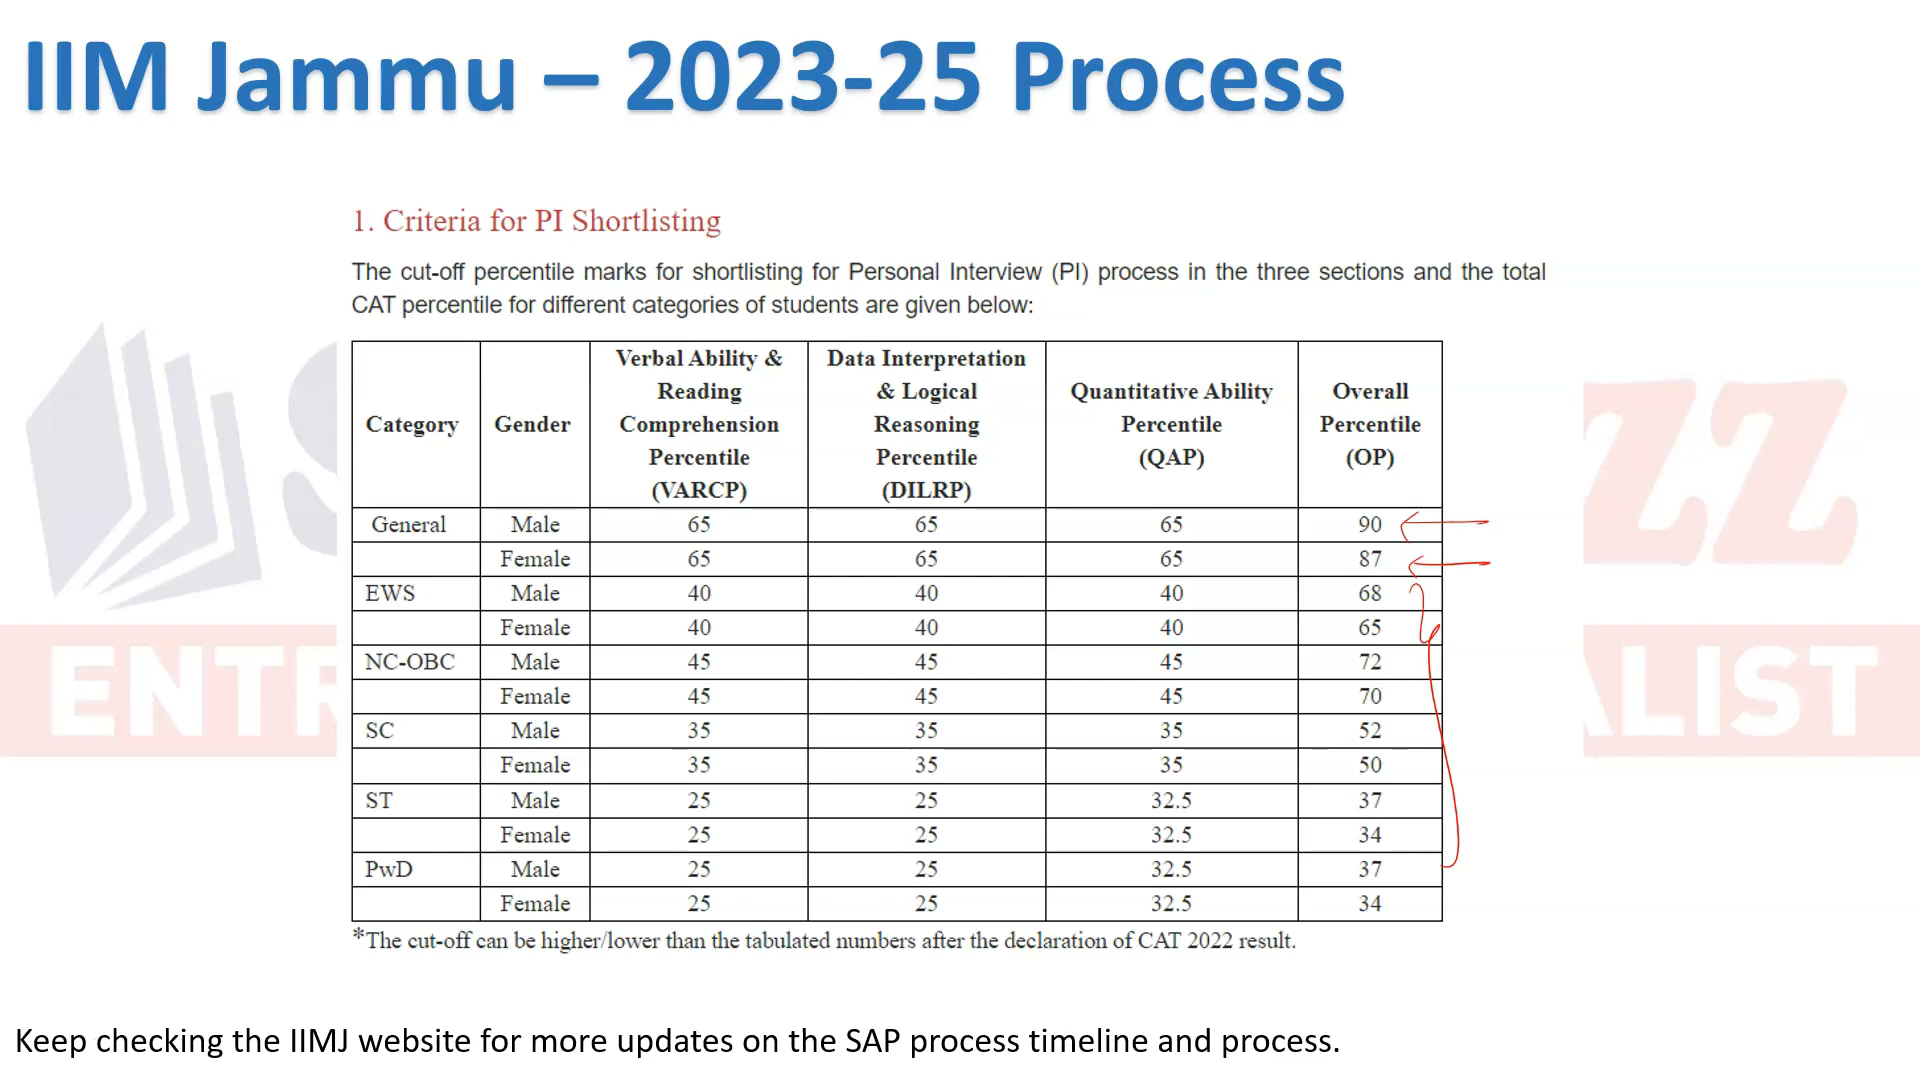 IIM Jammu – 2023-25 Process
1. Criteria for PI Shortlisting
The cut-off percentile marks for shortlisting for Personal Interview (PI) process in the three sections and the total
CAT percentile for different categories of students are given below:
Category Gender Verbal Ability & Reading Comprehension Percentile (VARCP) Data Interpretation & Logical Reasoning Percentile (DILRP) Quantitative Ability Percentile (QAP) Overall Percentile (OP)
General Male 65 65 65 90
Female 65 65 65 87
EWS Male 40 40 40 68
Female 40 40 40 65
NC-OBC Male 45 45 45 72
Female 45 45 45 70
SC Male 35 35 35 52
Female 35 35 35 50
ST Male 25 25 32.5 37
Female 25 25 32.5 34
PwD Male 25 25 32.5 37
Female 25 25 32.5 34
*The cut-off can be higher/lower than the tabulated numbers after the declaration of CAT 2022 result.
Keep checking the IIMJ website for more updates on the SAP process timeline and process.